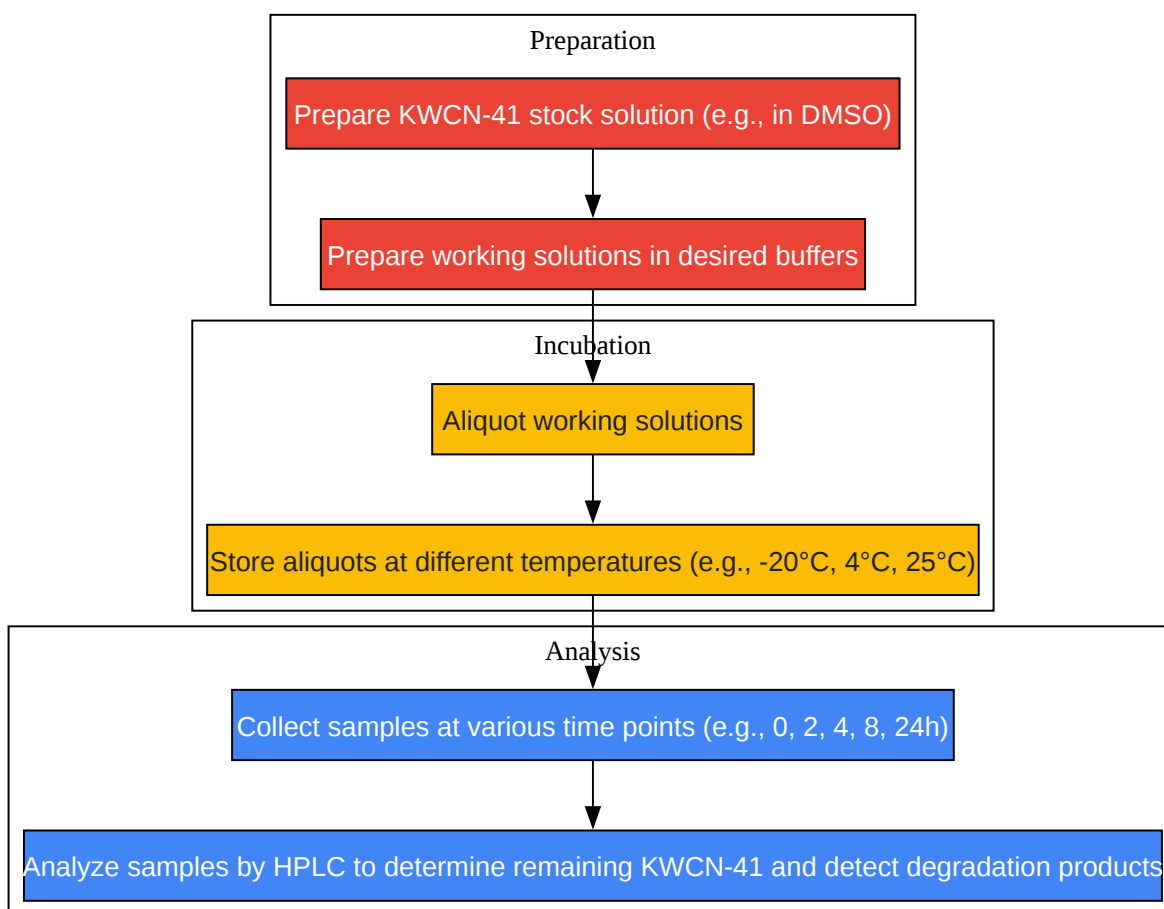 Preparation
Prepare KWCN-41 stock solution (e.g., in DMSO)
Prepare working solutions in desired buffers
Incubation
Aliquot working solutions
Store aliquots at different temperatures (e.g., -20°C, 4°C, 25°C)
Analysis
Collect samples at various time points (e.g., 0, 2, 4, 8, 24h)
Analyze samples by HPLC to determine remaining KWCN-41 and detect degradation products